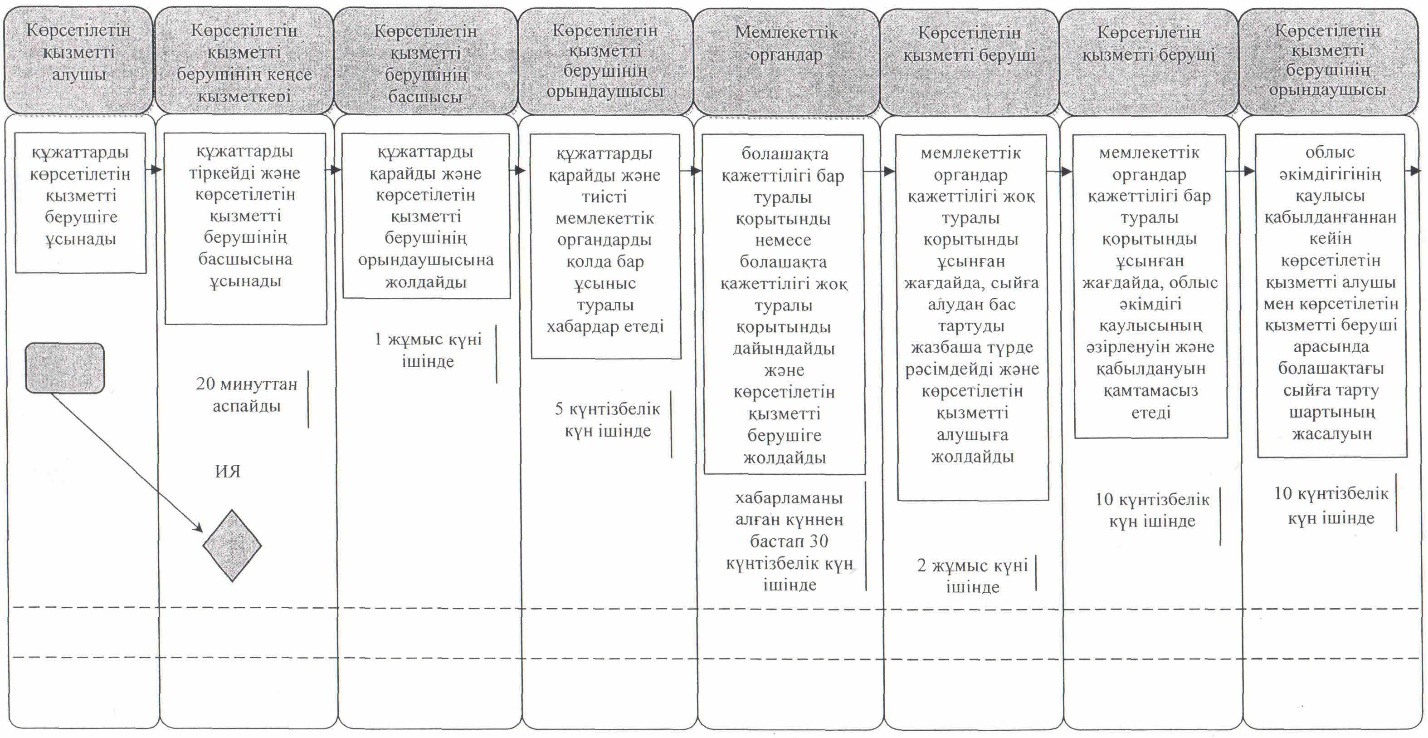 Көрсетілетін
қызметті
алушы
Көрсетілетін
қызметті
берушінің кеңсе
қызметкері
Көрсетілетін
қызметті
берушінің
басшысы
Көрсетілетін
қызметті
берушінің
орындаушысы
Мемлекеттік
органдар
Көрсетілетін
қызметті беруші
Көрсетілетін
қызметті беруші
Көрсетілетін
қызметті
берушінің
орындаушысы
құжаттарды
көрсетілетін
қызметті
берушіге
ұсынады
құжаттарды
тіркейді және
көрсетілетін
қызметті
берушінің
басшысына
ұсынады
20 минуттан
аспайды
ИЯ
құжаттарды
қарайды және
көрсетілетін
қызметті
берушінің
орындаушысына
жолдайды
1 жұмыс күні
ішінде
құжаттарды
қарайды және
тиісті
мемлекеттік
органдарды
қолда бар
ұсыныс
туралы
хабардар етеді
5 күнтізбелік
күн ішінде
болашақта
қажеттілігі бар
туралы
қорытынды
немесе
болашақта
қажеттілігі жоқ
туралы
қорытынды
дайындайды
және
көрсетілетін
қызметті
берушіге
жолдайды
хабарламаны
алған күннен
бастап 30
күнтізбелік күн
ішінде
мемлекеттік
органдар
қажеттілігі жоқ
туралы
қорытынды
ұсынған
жағдайда, сыйға
алудан бас
тартуды
жазбаша түрде
рәсімдейді және
көрсетілетін
қызметті
алушыға
жолдайды
2 жұмыс күні
ішінде
мемлекеттік
органдар
қажеттілігі бар
туралы
қорытынды
ұсынған
жағдайда, облыс
әкімдігі
қаулысының
әзірленуін және
қабылдануын
қамтамасыз
етеді
10 күнтізбелік
күн ішінде
облыс
әкімдігігінің
қаулысы
қабылданғаннан
кейін
көрсетілетін
қызметті алушы
мен көрсетілетін
қызметті беруші
арасында
болашақтағы
сыйға тарту
шартының
жасалуын
10 күнтізбелік
күн ішінде